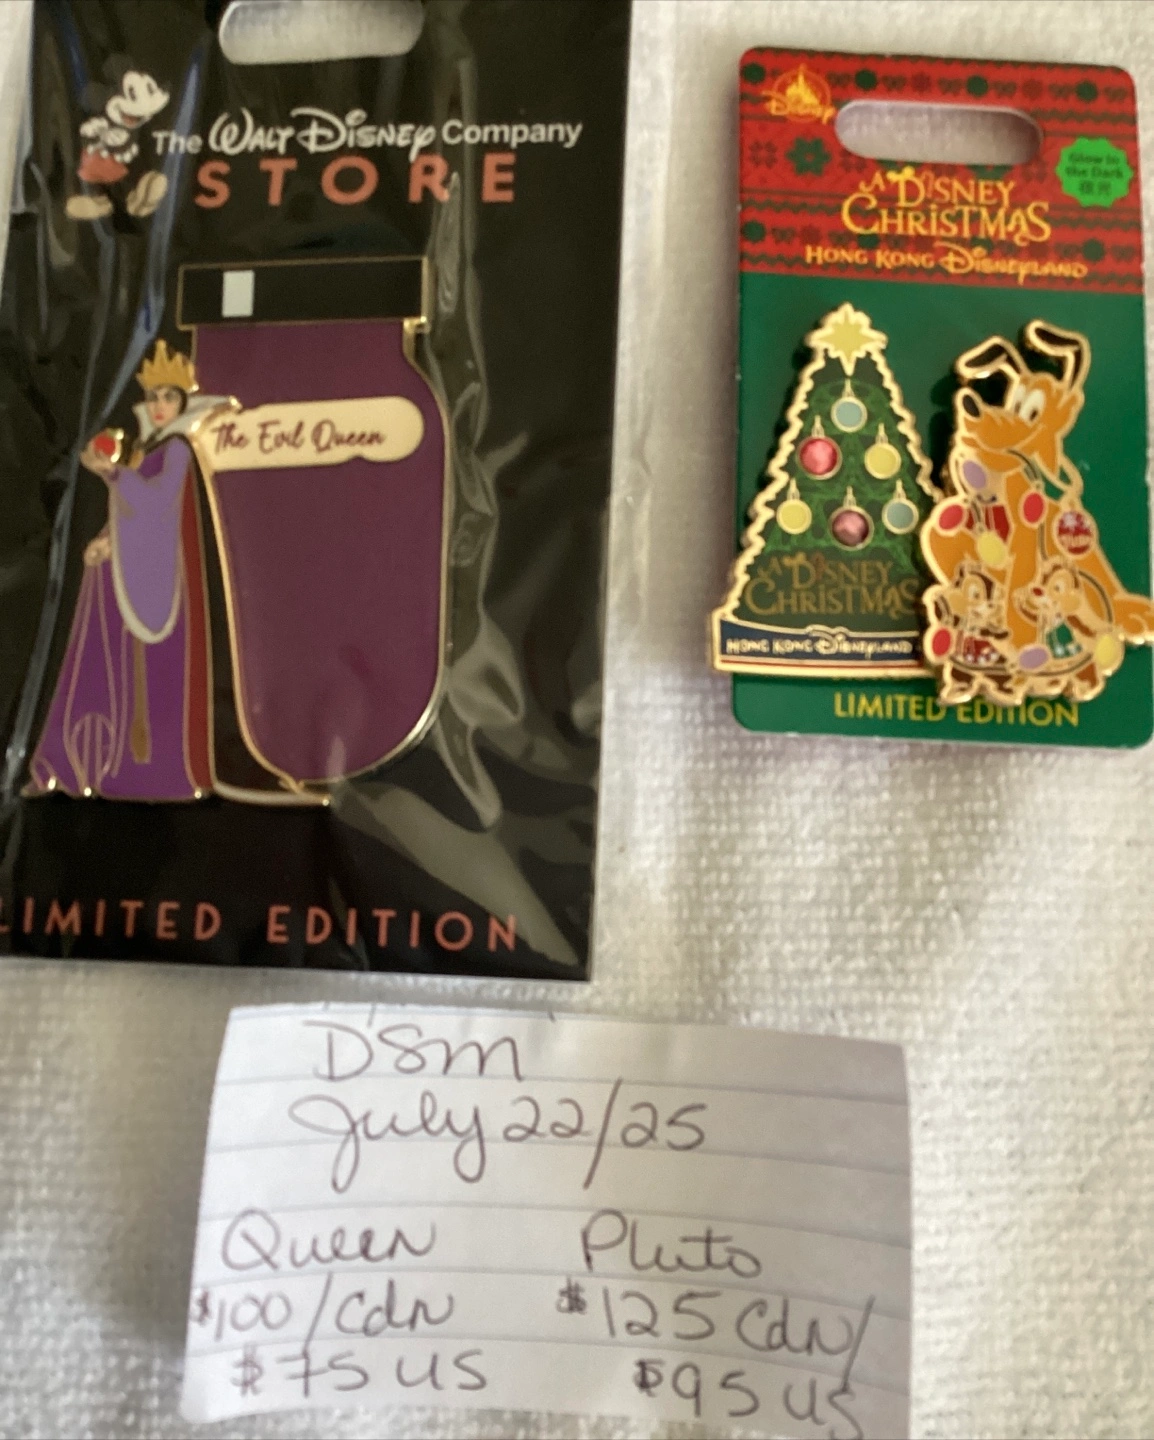 The WALT DISNEY Company
STORE
The Evil Queen
LIMITED EDITION
Disney
Glow in
the Dark
A DISNEY
CHRISTMAS
HONG KONG DISNEYLAND
A DISNEY
CHRISTMAS
HONG KONG DISNEYLAND
LIMITED EDITION
DSm
July 22/25
Queen Pluto
$100/Cdn $125 Cdn/
$75 US $95 US